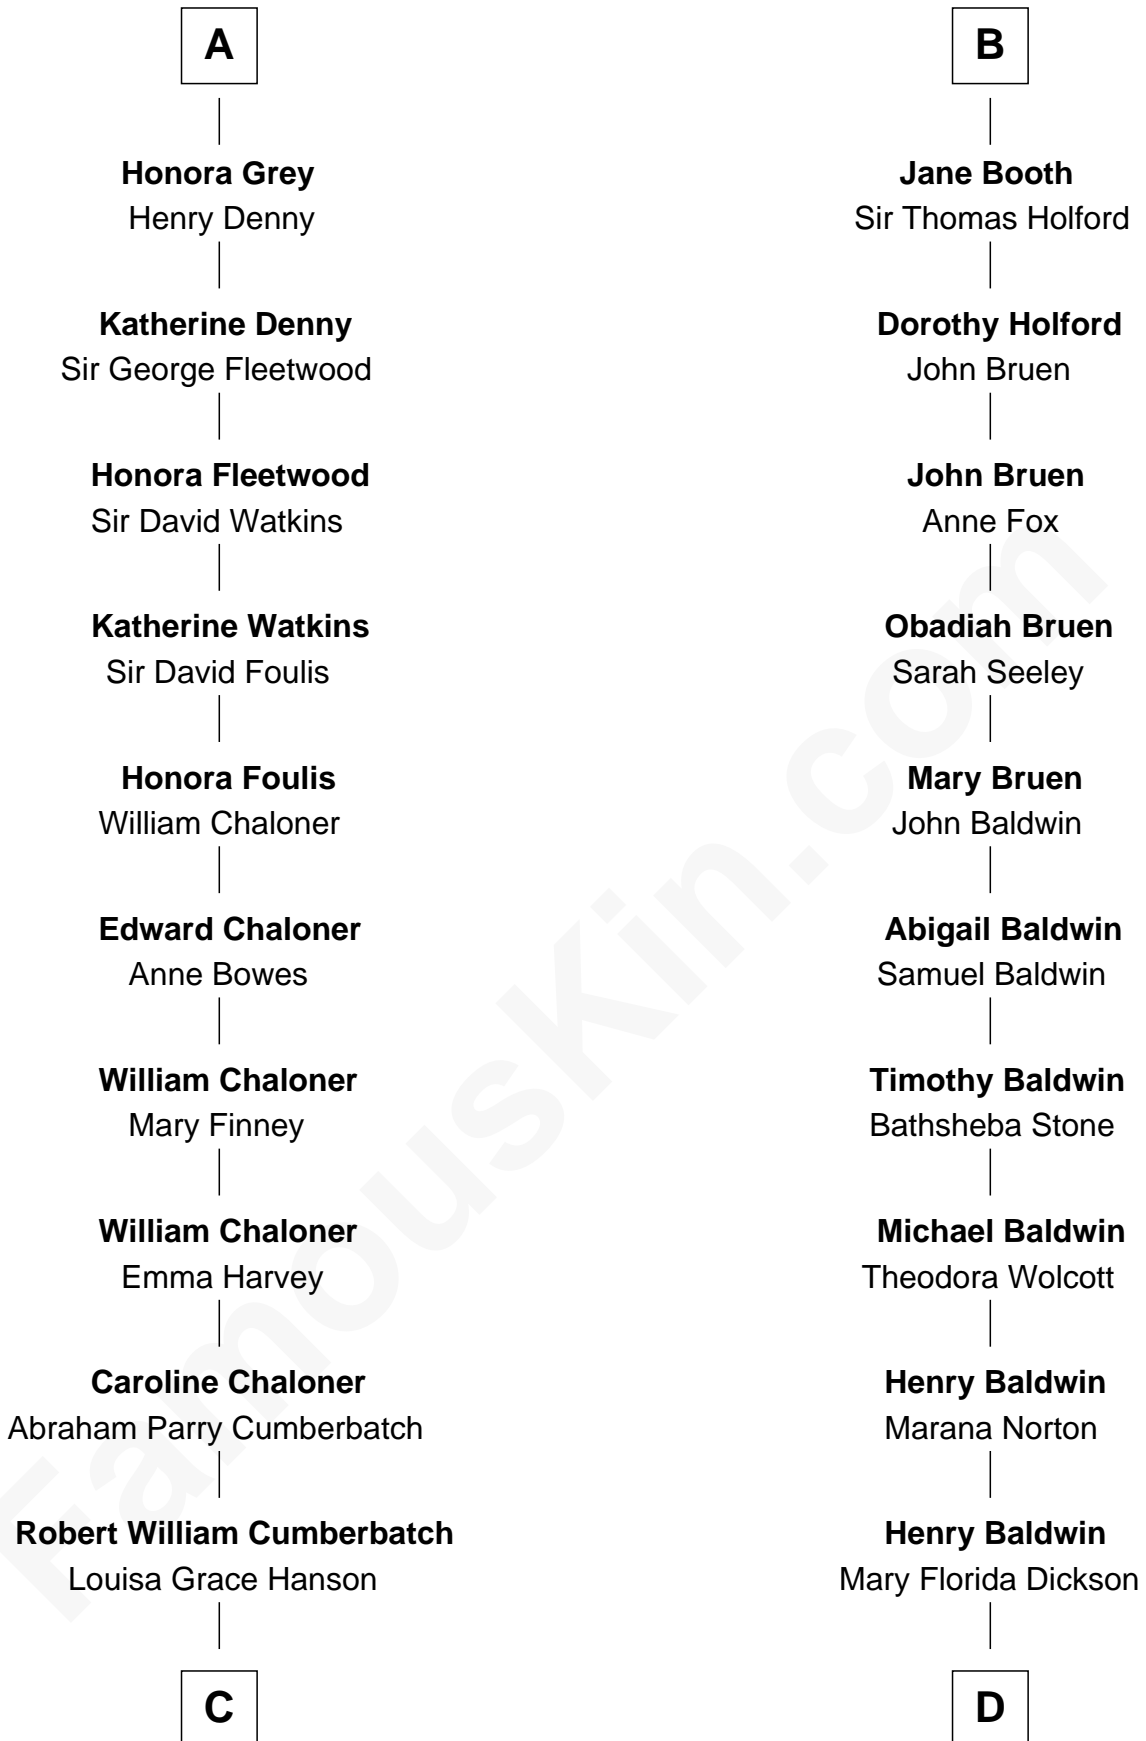 A
Honora Grey
Henry Denny
Katherine Denny
Sir George Fleetwood
Honora Fleetwood
Sir David Watkins
Katherine Watkins
Sir David Foulis
Honora Foulis
William Chaloner
Edward Chaloner
Anne Bowes
William Chaloner
Mary Finney
William Chaloner
Emma Harvey
Caroline Chaloner
Abraham Parry Cumberbatch
Robert William Cumberbatch
Louisa Grace Hanson
C
B
Jane Booth
Sir Thomas Holford
Dorothy Holford
John Bruen
John Bruen
Anne Fox
Obadiah Bruen
Sarah Seeley
Mary Bruen
John Baldwin
Abigail Baldwin
Samuel Baldwin
Timothy Baldwin
Bathsheba Stone
Michael Baldwin
Theodora Wolcott
Henry Baldwin
Marana Norton
Henry Baldwin
Mary Florida Dickson
D
FamousKin.com